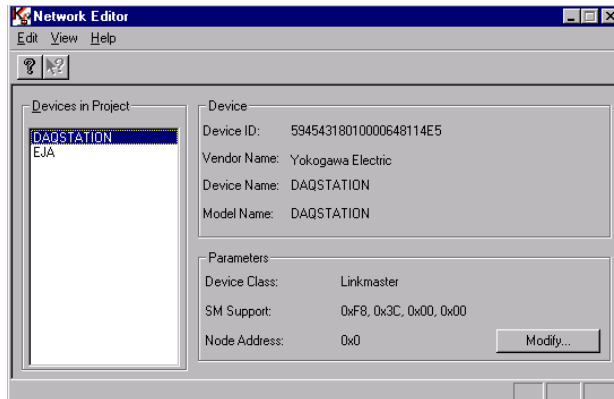 Network Editor
Edit View Help
Devices in Project
DAQSTATION
EJA
Device
Device ID: 59454318010000648114E5
Vendor Name: Yokogawa Electric
Device Name: DAQSTATION
Model Name: DAQSTATION
Parameters
Device Class: Linkmaster
SM Support: 0xF8, 0x3C, 0x00, 0x00
Node Address: 0x0
Modify...